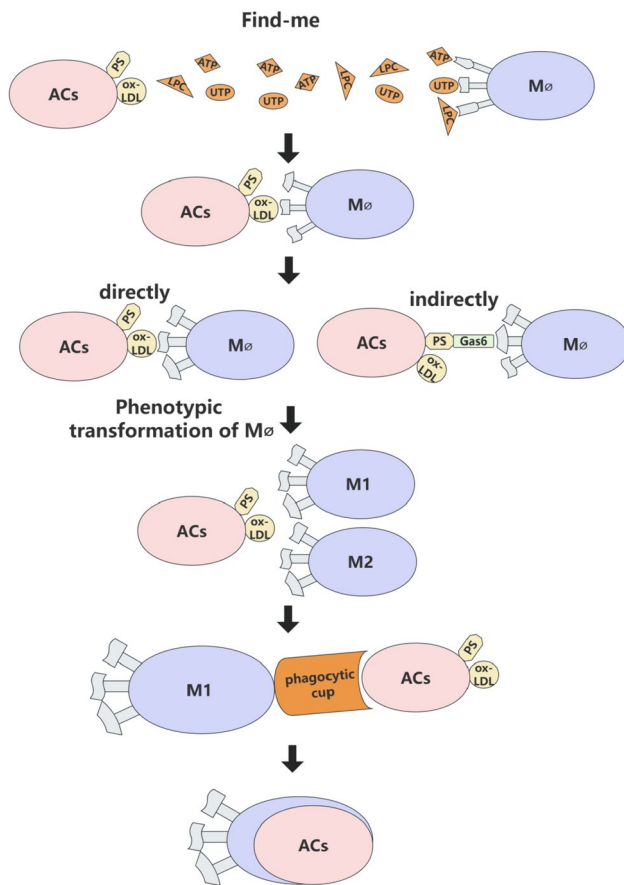 Find-me
PS
ACs
ox-
LDL
LPC
ATP
UTP
ATP
UTP
ATP
LPC
LPC
UTP
ATP
UTP
LPC
MØ
PS
ACs
ox-
LDL
MØ
directly
PS
ACs
ox-
LDL
MØ
indirectly
ACs
PS
Gas6
ox-
LDL
MØ
Phenotypic
transformation of MØ
PS
ACs
ox-
LDL
M1
M2
M1
phagocytic
cup
ACs
PS
ox-
LDL
ACs